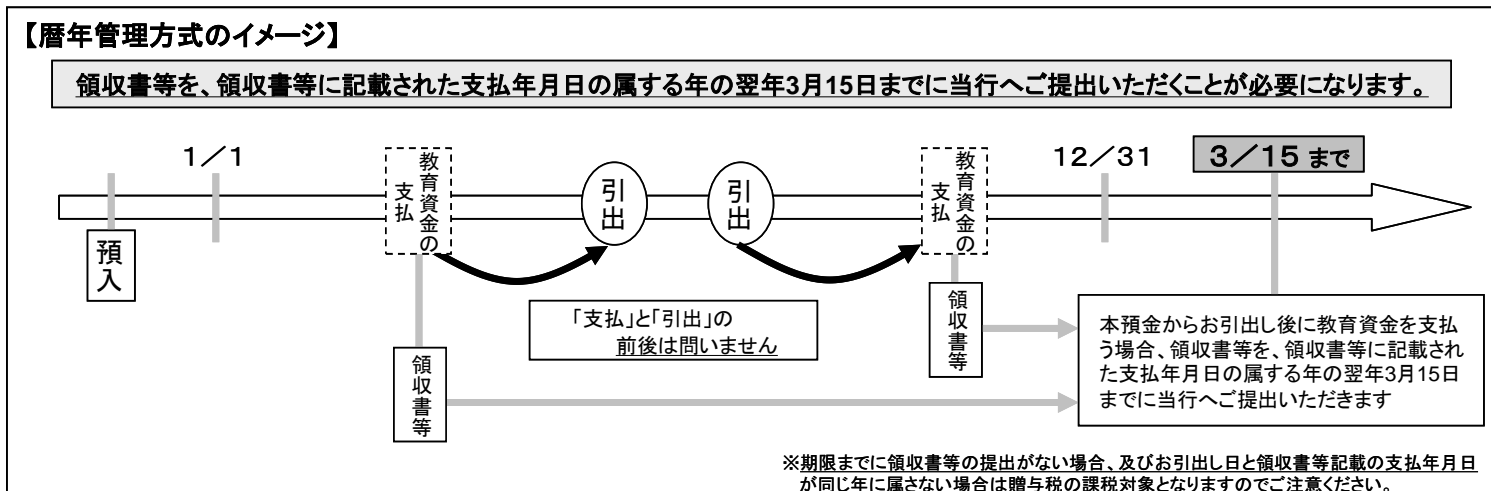 【暦年管理方式のイメージ】
領収書等を、領収書等に記載された支払年月日の属する年の翌年3月15日までに当行へご提出いただくことが必要になります。
1/1
12/31
3/15 まで
預入
教育資金の
支払
引出
引出
教育資金の
支払
領収書等
領収書等
「支払」と「引出」の
前後は問いません
本預金からお引出し後に教育資金を支払
う場合、領収書等を、領収書等に記載され
た支払年月日の属する年の翌年3月15日
までに当行へご提出いただきます
※期限までに領収書等の提出がない場合、及びお引出し日と領収書等記載の支払年月日
が同じ年に属さない場合は贈与税の課税対象となりますのでご注意ください。